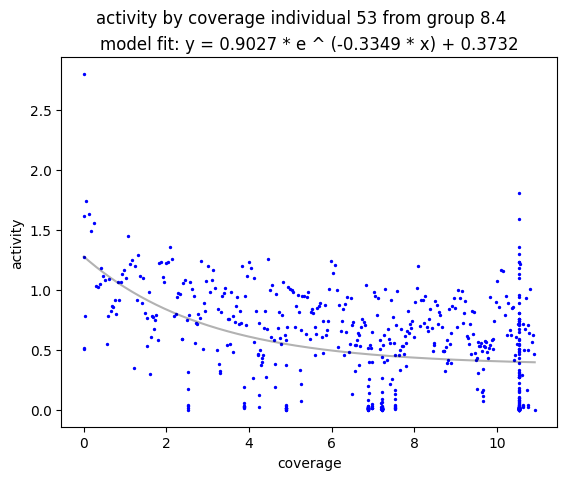 activity by coverage individual 53 from group 8.4
model fit: y = 0.9027 * e ^ (-0.3349 * x) + 0.3732
2.5
2.0
1.5
1.0
0.5
0.0
activity
0 2 4 6 8 10
coverage